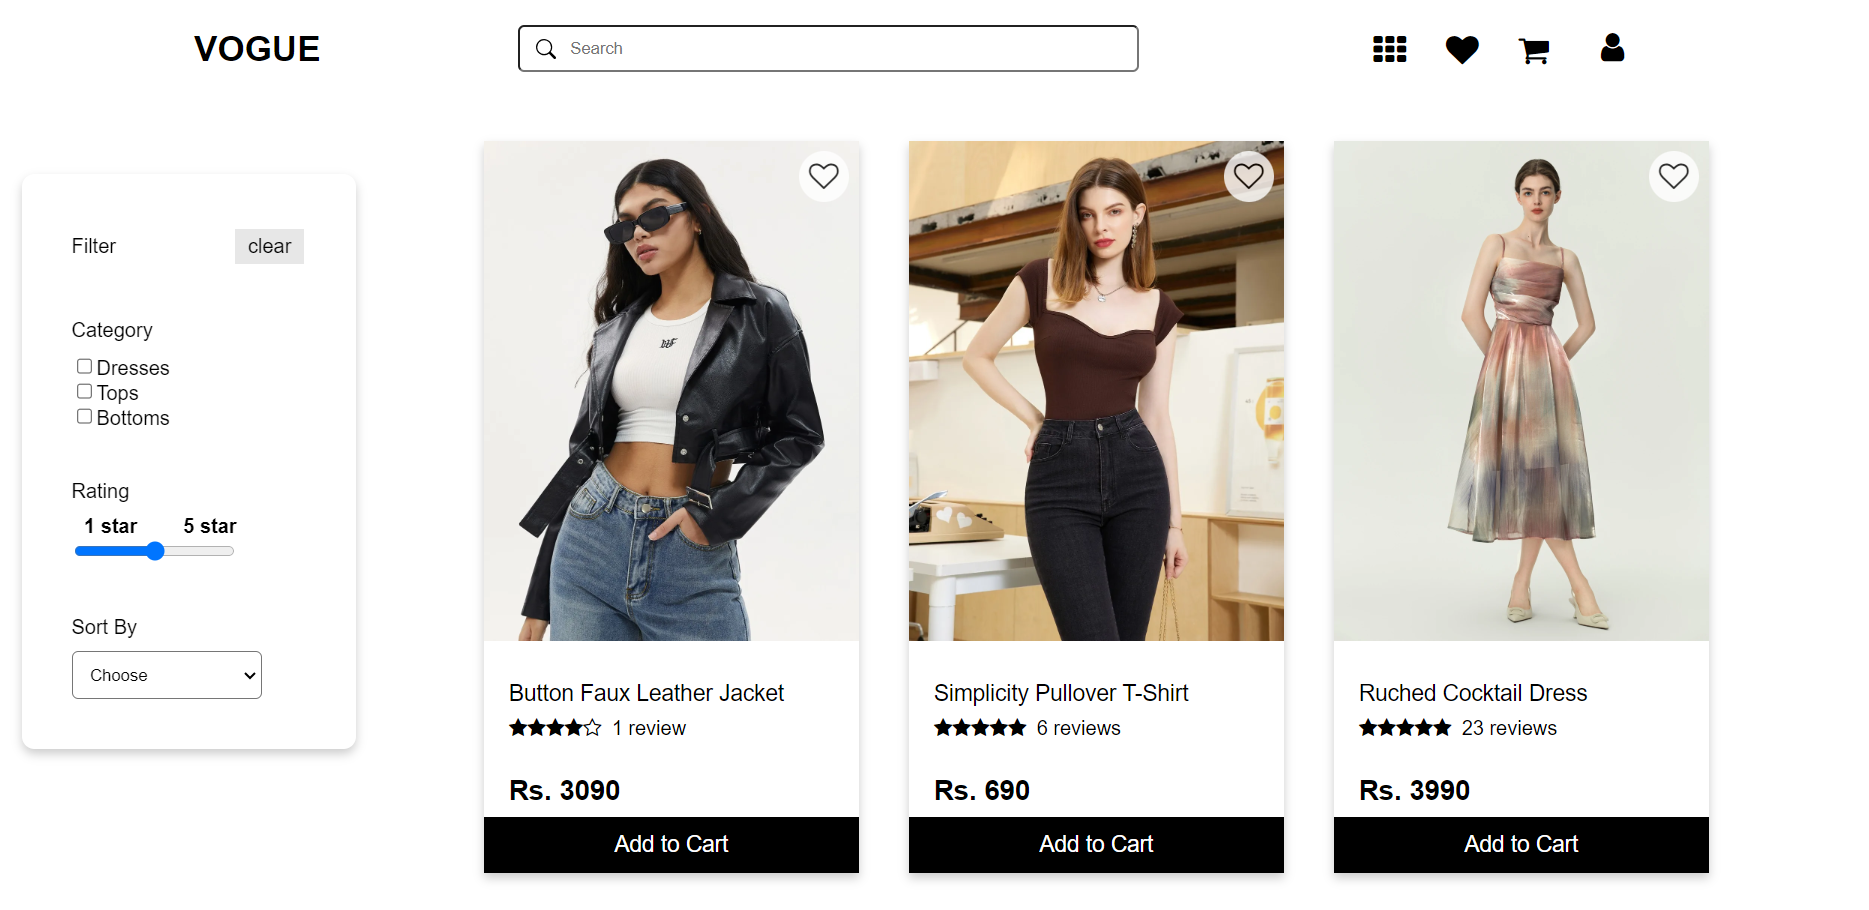 VOGUE
Search
Filter
clear
Category
Dresses
Tops
Bottoms
Rating
1 star 5 star
Sort By
Choose
Button Faux Leather Jacket
1 review
Rs. 3090
Add to Cart
Simplicity Pullover T-Shirt
6 reviews
Rs. 690
Add to Cart
Ruched Cocktail Dress
23 reviews
Rs. 3990
Add to Cart